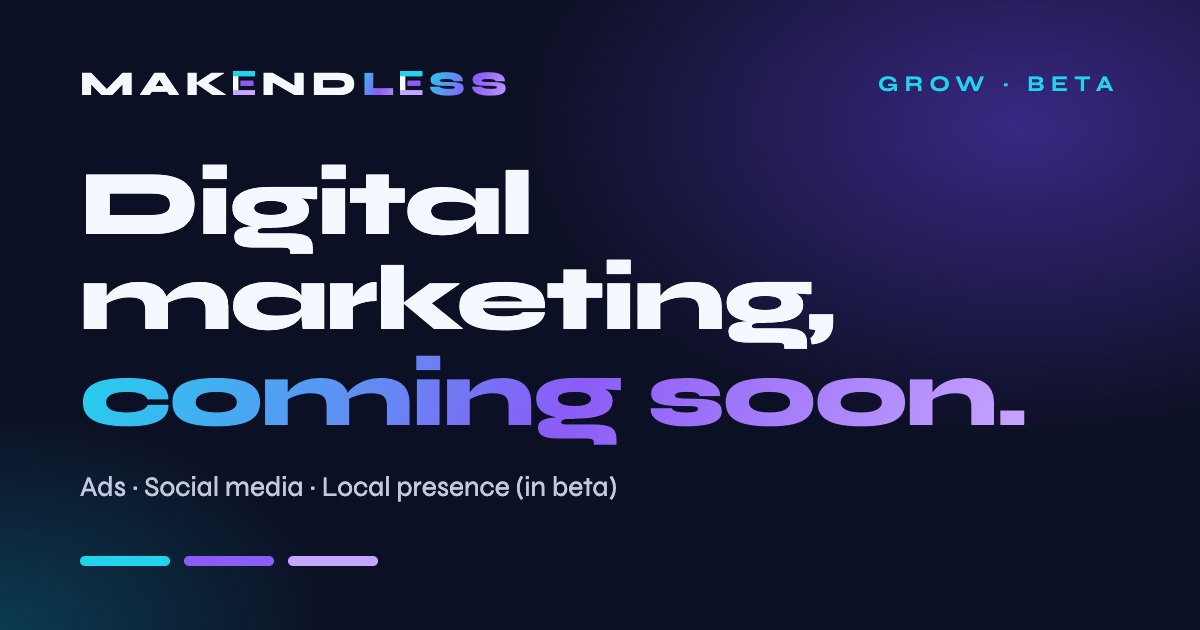 MAKENDLESS
GROW · BETA
Digital
marketing,
coming soon.
Ads · Social media · Local presence (in beta)